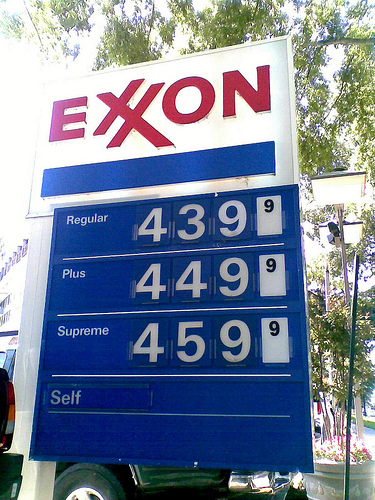 EXXON
Regular 439 9
Plus 449 9
Supreme 459 9
Self